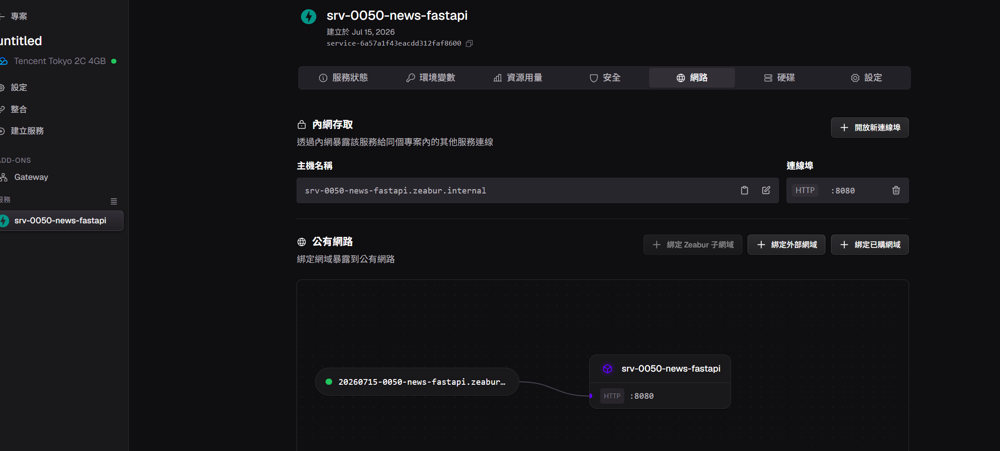 專案
untitled
Tencent Tokyo 2C 4GB
設定
整合
建立服務
ADD-ONS
Gateway
服務
srv-0050-news-fastapi
srv-0050-news-fastapi
建立於 Jul 15, 2026
service-6a57a1f43eacdd312faf8600
服務狀態
環境變數
資源用量
安全
網路
硬碟
設定
內網存取
開放新連線埠
透過內網暴露該服務給同個專案內的其他服務連線
主機名稱
連線埠
srv-0050-news-fastapi.zeabur.internal
HTTP :8080
公有網路
綁定 Zeabur 子網域
綁定外部網域
綁定已購網域
綁定網域暴露到公有網路
20260715-0050-news-fastapi.zeabur…
srv-0050-news-fastapi
HTTP :8080